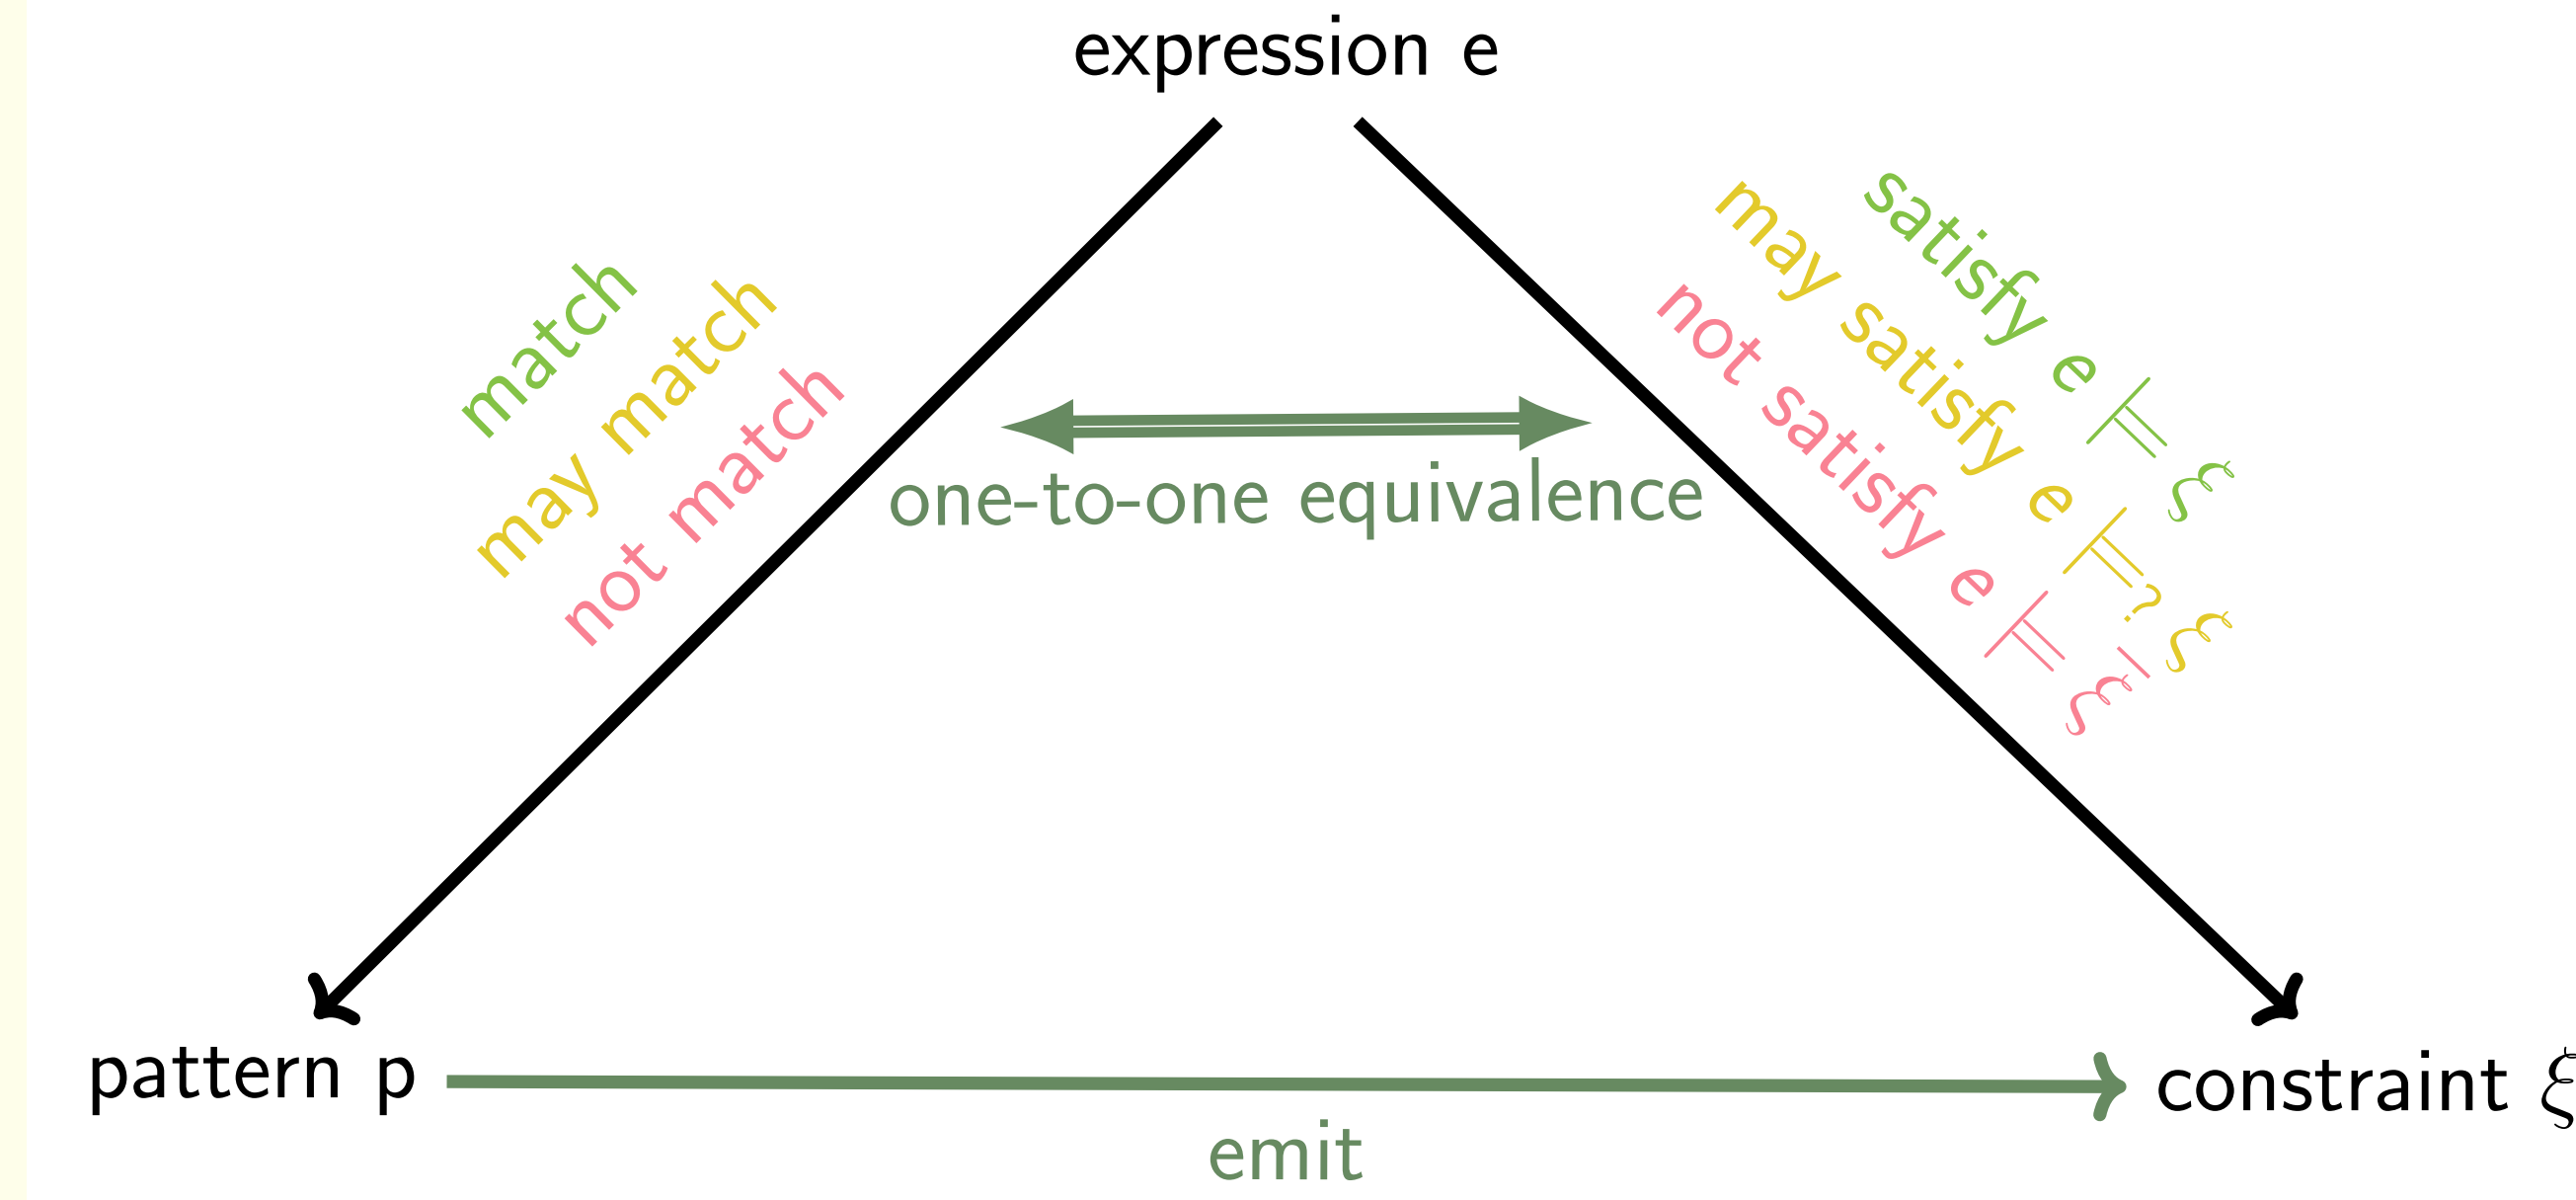 expression e
match
may match
not match
satisfy e ⊨ ξ
may satisfy e ⊨? ξ
not satisfy e ⊨ ξ̄
one-to-one equivalence
pattern p
constraint ξ
emit